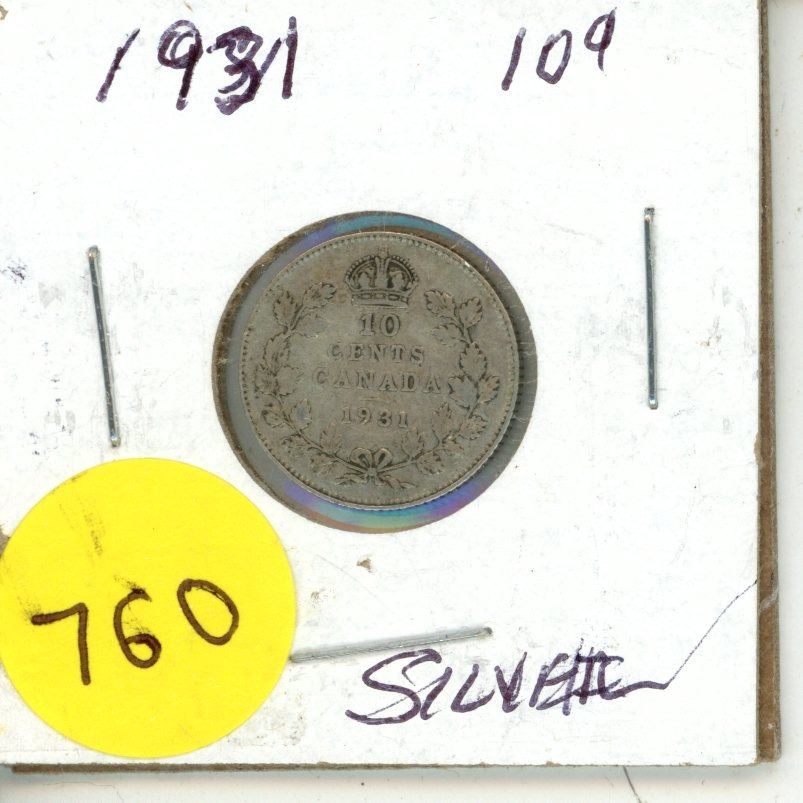 1931 10¢
10
CENTS
CANADA
1931
760
SILVER